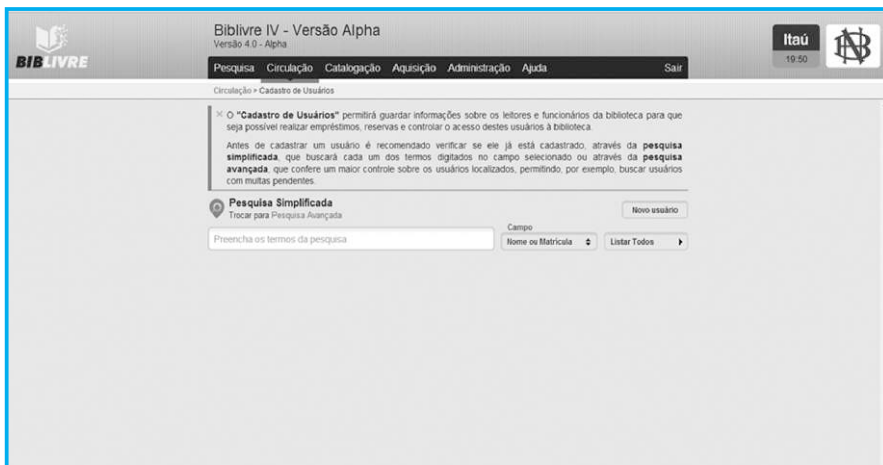 BIBLIVRE
Biblivre IV - Versão Alpha
Versão 4.0 - Alpha
Itaú
19:50
Pesquisa Circulação Catalogação Aquisição Administração Ajuda Sair
Circulação > Cadastro de Usuários
× O "Cadastro de Usuários" permitirá guardar informações sobre os leitores e funcionários da biblioteca para que
seja possível realizar empréstimos, reservas e controlar o acesso destes usuários à biblioteca.
Antes de cadastrar um usuário é recomendado verificar se ele já está cadastrado, através da pesquisa
simplificada, que buscará cada um dos termos digitados no campo selecionado ou através da pesquisa
avançada, que confere um maior controle sobre os usuários localizados, permitindo, por exemplo, buscar usuários
com multas pendentes.
Pesquisa Simplificada
Trocar para Pesquisa Avançada
Novo usuário
Campo
Preencha os termos da pesquisa
Nome ou Matrícula
Listar Todos